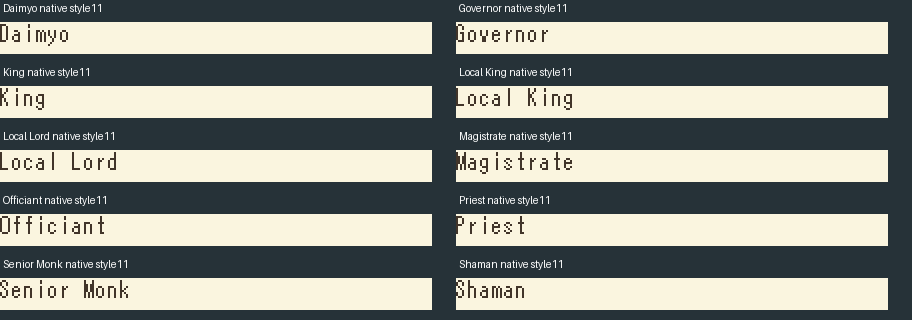 Daimyo native style11
Daimyo
Governor native style11
Governor
King native style11
King
Local King native style11
Local King
Local Lord native style11
Local Lord
Magistrate native style11
Magistrate
Officiant native style11
Officiant
Priest native style11
Priest
Senior Monk native style11
Senior Monk
Shaman native style11
Shaman